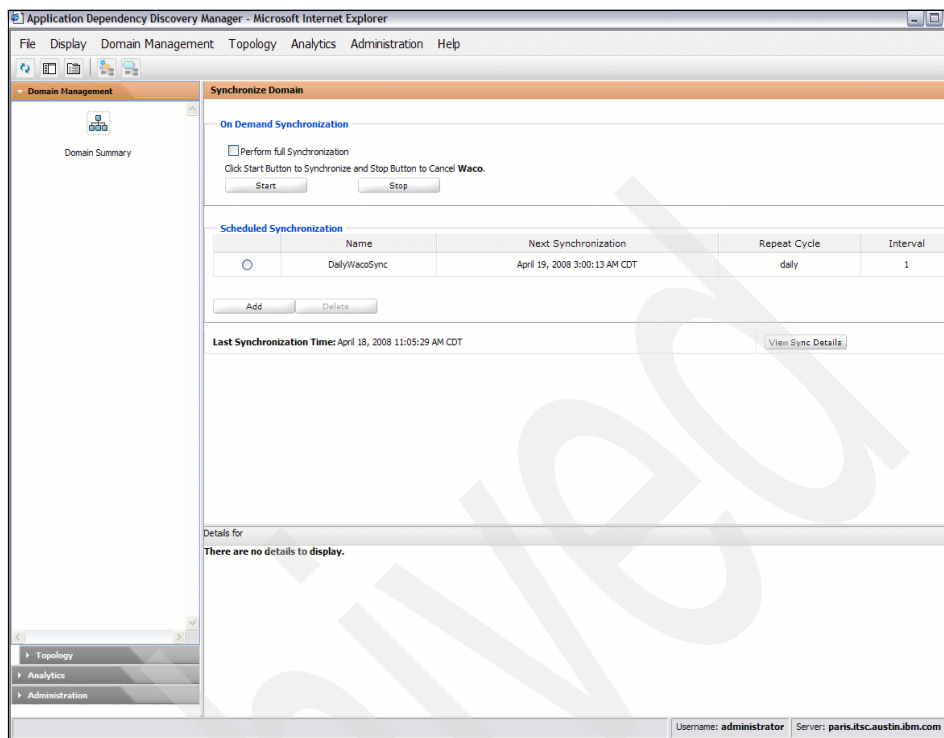 Application Dependency Discovery Manager - Microsoft Internet Explorer
File Display Domain Management Topology Analytics Administration Help
Domain Management
Domain Summary
Topology
Analytics
Administration
Synchronize Domain
On Demand Synchronization
Perform full Synchronization
Click Start Button to Synchronize and Stop Button to Cancel Waco.
Start Stop
Scheduled Synchronization
Name Next Synchronization Repeat Cycle Interval
DailyWacoSync April 19, 2008 3:00:13 AM CDT daily 1
Add Delete
Last Synchronization Time: April 18, 2008 11:05:29 AM CDT View Sync Details
Details for
There are no details to display.
Username: administrator Server: paris.itsc.austin.ibm.com
hived